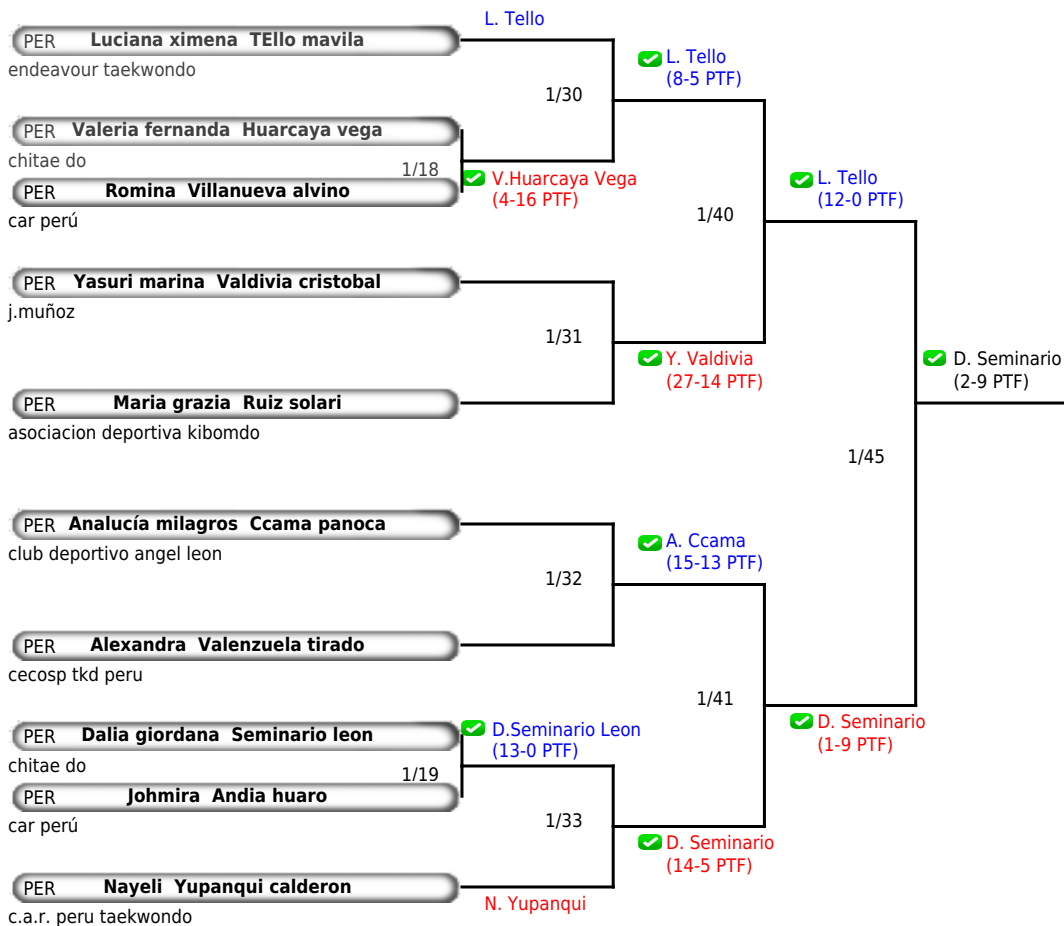 L. Tello
PER Luciana ximena TEllo mavila
endeavour taekwondo
L. Tello
(8-5 PTF)
1/30
PER Valeria fernanda Huarcaya vega
chitae do
1/18
V.Huarcaya Vega
(4-16 PTF)
PER Romina Villanueva alvino
car perú
L. Tello
(12-0 PTF)
1/40
PER Yasuri marina Valdivia cristobal
j.muñoz
1/31
Y. Valdivia
(27-14 PTF)
D. Seminario
(2-9 PTF)
PER Maria grazia Ruiz solari
asociacion deportiva kibomdo
1/45
PER Analucía milagros Ccama panoca
club deportivo angel leon
A. Ccama
(15-13 PTF)
1/32
PER Alexandra Valenzuela tirado
cecosp tkd peru
1/41
D. Seminario
(1-9 PTF)
PER Dalia giordana Seminario leon
chitae do
D.Seminario Leon
(13-0 PTF)
1/19
PER Johmira Andia huaro
car perú
1/33
D. Seminario
(14-5 PTF)
PER Nayeli Yupanqui calderon
c.a.r. peru taekwondo
N. Yupanqui